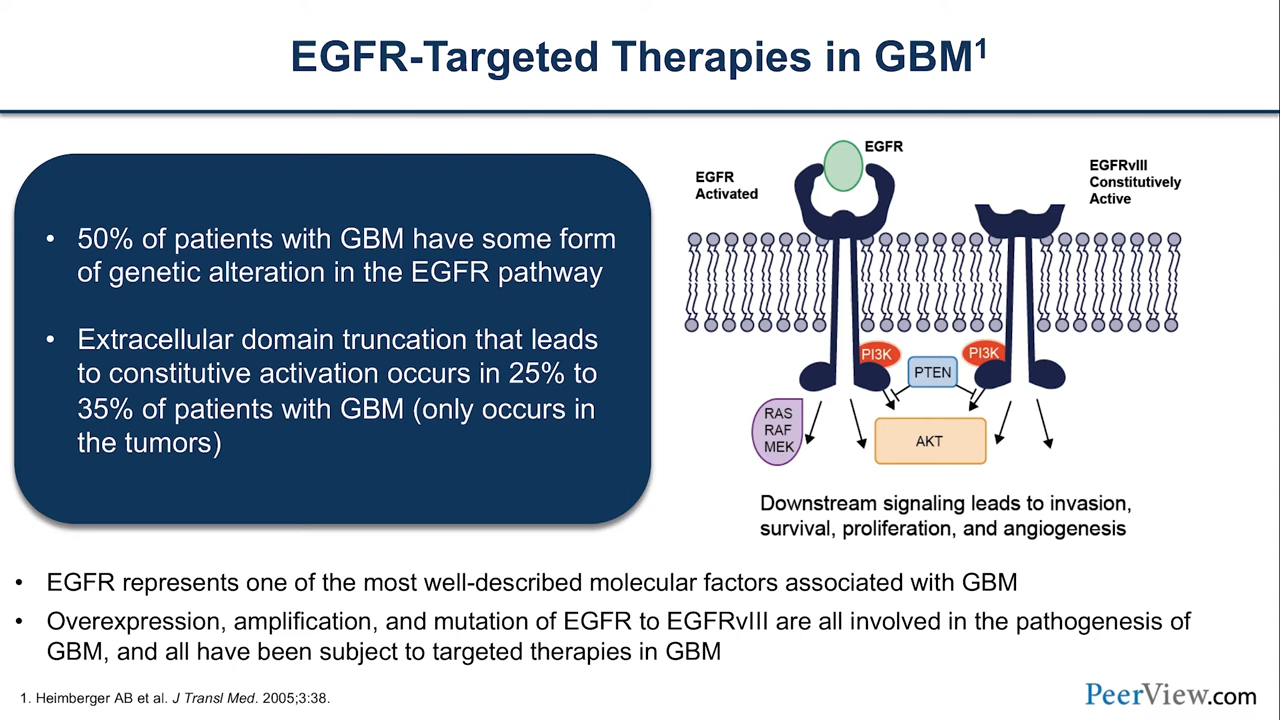 EGFR-Targeted Therapies in GBM1
• 50% of patients with GBM have some form
of genetic alteration in the EGFR pathway
• Extracellular domain truncation that leads
to constitutive activation occurs in 25% to
35% of patients with GBM (only occurs in
the tumors)
EGFR
EGFR
Activated
EGFRvIII
Constitutively
Active
PI3K
PI3K
PTEN
RAS
RAF
MEK
AKT
Downstream signaling leads to invasion,
survival, proliferation, and angiogenesis
• EGFR represents one of the most well-described molecular factors associated with GBM
• Overexpression, amplification, and mutation of EGFR to EGFRvIII are all involved in the pathogenesis of
GBM, and all have been subject to targeted therapies in GBM
1. Heimberger AB et al. J Transl Med. 2005;3:38.
PeerView.com